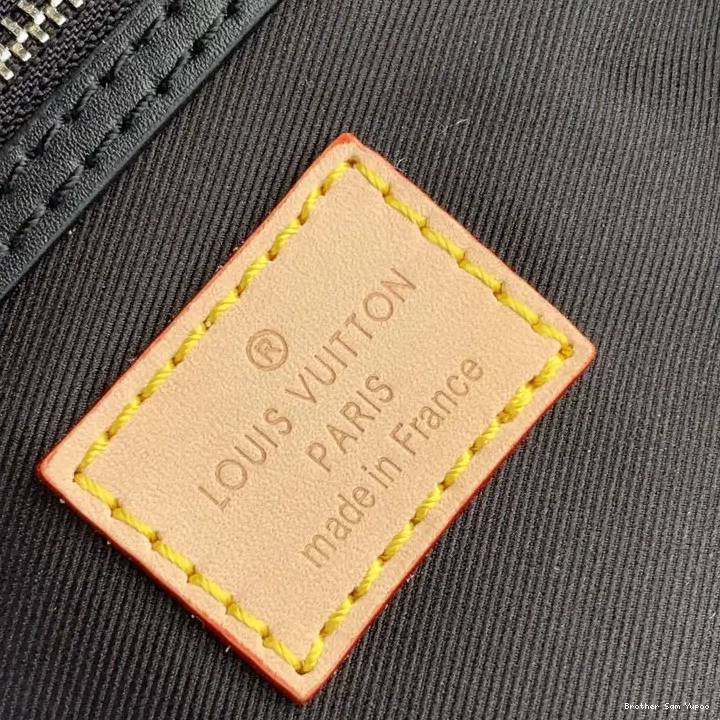 ®
LOUIS VUITTON
PARIS
made in France
Brother Sam Yupoo